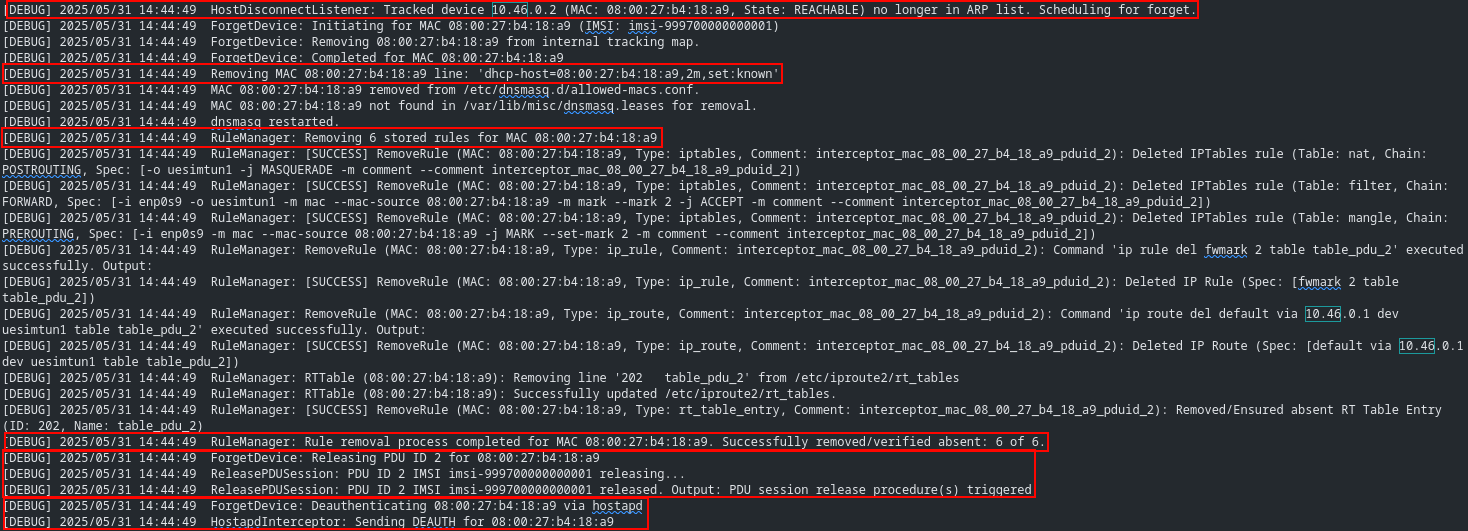 [DEBUG] 2025/05/31 14:44:49 HostDisconnectListener: Tracked device 10.46.0.2 (MAC: 08:00:27:b4:18:a9, State: REACHABLE) no longer in ARP list. Scheduling for forget.
[DEBUG] 2025/05/31 14:44:49 ForgetDevice: Initiating for MAC 08:00:27:b4:18:a9 (IMSI: imsi-999700000000001)
[DEBUG] 2025/05/31 14:44:49 ForgetDevice: Removing 08:00:27:b4:18:a9 from internal tracking map.
[DEBUG] 2025/05/31 14:44:49 ForgetDevice: Completed for MAC 08:00:27:b4:18:a9
[DEBUG] 2025/05/31 14:44:49 Removing MAC 08:00:27:b4:18:a9 line: 'dhcp-host=08:00:27:b4:18:a9,2m,set:known'
[DEBUG] 2025/05/31 14:44:49 MAC 08:00:27:b4:18:a9 removed from /etc/dnsmasq.d/allowed-macs.conf.
[DEBUG] 2025/05/31 14:44:49 MAC 08:00:27:b4:18:a9 not found in /var/lib/misc/dnsmasq.leases for removal.
[DEBUG] 2025/05/31 14:44:49 dnsmasq restarted.
[DEBUG] 2025/05/31 14:44:49 RuleManager: Removing 6 stored rules for MAC 08:00:27:b4:18:a9
[DEBUG] 2025/05/31 14:44:49 RuleManager: [SUCCESS] RemoveRule (MAC: 08:00:27:b4:18:a9, Type: iptables, Comment: interceptor_mac_08_00_27_b4_18_a9_pduid_2): Deleted IPTables rule (Table: nat, Chain:
POSTROUTING, Spec: [-o uesimtun1 -j MASQUERADE -m comment --comment interceptor_mac_08_00_27_b4_18_a9_pduid_2])
[DEBUG] 2025/05/31 14:44:49 RuleManager: [SUCCESS] RemoveRule (MAC: 08:00:27:b4:18:a9, Type: iptables, Comment: interceptor_mac_08_00_27_b4_18_a9_pduid_2): Deleted IPTables rule (Table: filter, Chain:
FORWARD, Spec: [-i enp0s9 -o uesimtun1 -m mac --mac-source 08:00:27:b4:18:a9 -m mark --mark 2 -j ACCEPT -m comment --comment interceptor_mac_08_00_27_b4_18_a9_pduid_2])
[DEBUG] 2025/05/31 14:44:49 RuleManager: [SUCCESS] RemoveRule (MAC: 08:00:27:b4:18:a9, Type: iptables, Comment: interceptor_mac_08_00_27_b4_18_a9_pduid_2): Deleted IPTables rule (Table: mangle, Chain:
PREROUTING, Spec: [-i enp0s9 -m mac --mac-source 08:00:27:b4:18:a9 -j MARK --set-mark 2 -m comment --comment interceptor_mac_08_00_27_b4_18_a9_pduid_2])
[DEBUG] 2025/05/31 14:44:49 RuleManager: RemoveRule (MAC: 08:00:27:b4:18:a9, Type: ip_rule, Comment: interceptor_mac_08_00_27_b4_18_a9_pduid_2): Command 'ip rule del fwmark 2 table table_pdu_2' executed
successfully. Output:
[DEBUG] 2025/05/31 14:44:49 RuleManager: [SUCCESS] RemoveRule (MAC: 08:00:27:b4:18:a9, Type: ip_rule, Comment: interceptor_mac_08_00_27_b4_18_a9_pduid_2): Deleted IP Rule (Spec: [fwmark 2 table
table_pdu_2])
[DEBUG] 2025/05/31 14:44:49 RuleManager: RemoveRule (MAC: 08:00:27:b4:18:a9, Type: ip_route, Comment: interceptor_mac_08_00_27_b4_18_a9_pduid_2): Command 'ip route del default via 10.46.0.1 dev
uesimtun1 table table_pdu_2' executed successfully. Output:
[DEBUG] 2025/05/31 14:44:49 RuleManager: [SUCCESS] RemoveRule (MAC: 08:00:27:b4:18:a9, Type: ip_route, Comment: interceptor_mac_08_00_27_b4_18_a9_pduid_2): Deleted IP Route (Spec: [default via 10.46.0.1
dev uesimtun1 table table_pdu_2])
[DEBUG] 2025/05/31 14:44:49 RuleManager: RTTable (08:00:27:b4:18:a9): Removing line '202 table_pdu_2' from /etc/iproute2/rt_tables
[DEBUG] 2025/05/31 14:44:49 RuleManager: RTTable (08:00:27:b4:18:a9): Successfully updated /etc/iproute2/rt_tables.
[DEBUG] 2025/05/31 14:44:49 RuleManager: [SUCCESS] RemoveRule (MAC: 08:00:27:b4:18:a9, Type: rt_table_entry, Comment: interceptor_mac_08_00_27_b4_18_a9_pduid_2): Removed/Ensured absent RT Table Entry
(ID: 202, Name: table_pdu_2)
[DEBUG] 2025/05/31 14:44:49 RuleManager: Rule removal process completed for MAC 08:00:27:b4:18:a9. Successfully removed/verified absent: 6 of 6.
[DEBUG] 2025/05/31 14:44:49 ForgetDevice: Releasing PDU ID 2 for 08:00:27:b4:18:a9
[DEBUG] 2025/05/31 14:44:49 ReleasePDUSession: PDU ID 2 IMSI imsi-999700000000001 releasing...
[DEBUG] 2025/05/31 14:44:49 ReleasePDUSession: PDU ID 2 IMSI imsi-999700000000001 released. Output: PDU session release procedure(s) triggered
[DEBUG] 2025/05/31 14:44:49 ForgetDevice: Deauthenticating 08:00:27:b4:18:a9 via hostapd
[DEBUG] 2025/05/31 14:44:49 HostapdInterceptor: Sending DEAUTH for 08:00:27:b4:18:a9